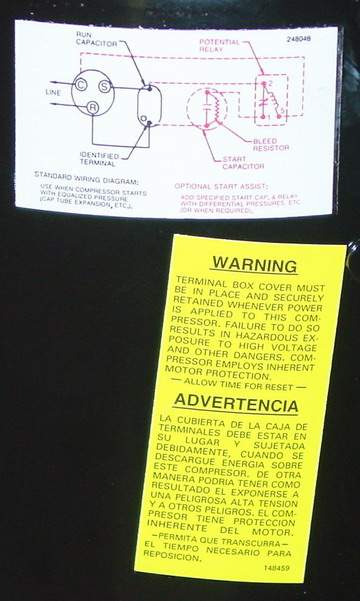 RUN
CAPACITOR
POTENTIAL
RELAY
248048
LINE
C
S
R
2
1
5
IDENTIFIED
TERMINAL
BLEED
RESISTOR
START
CAPACITOR
STANDARD WIRING DIAGRAM:
USE WHEN COMPRESSOR STARTS
WITH EQUALIZED PRESSURE
(CAP TUBE EXPANSION, ETC.)
OPTIONAL START ASSIST:
ADD SPECIFIED START CAP. & RELAY
WITH DIFFERENTIAL PRESSURES, ETC.
(OR WHEN REQUIRED).
WARNING
TERMINAL BOX COVER MUST
BE IN PLACE AND SECURELY
RETAINED WHENEVER POWER
IS APPLIED TO THIS COM-
PRESSOR. FAILURE TO DO SO
RESULTS IN HAZARDOUS EX-
POSURE TO HIGH VOLTAGE
AND OTHER DANGERS. COM-
PRESSOR EMPLOYS INHERENT
MOTOR PROTECTION.
— ALLOW TIME FOR RESET —
ADVERTENCIA
LA CUBIERTA DE LA CAJA DE
TERMINALES DEBE ESTAR EN
SU LUGAR Y SUJETADA
DEBIDAMENTE, CUANDO SE
DESCARGUE ENERGIA SOBRE
ESTE COMPRESOR. DE OTRA
MANERA PODRIA TENER COMO
RESULTADO EL EXPONERSE A
UNA PELIGROSA ALTA TENSION
Y A OTROS PELIGROS. EL COM-
PRESOR TIENE PROTECCION
INHERENTE DEL MOTOR.
—PERMITA QUE TRANSCURRA—
EL TIEMPO NECESARIO PARA
REPOSICION.
148459